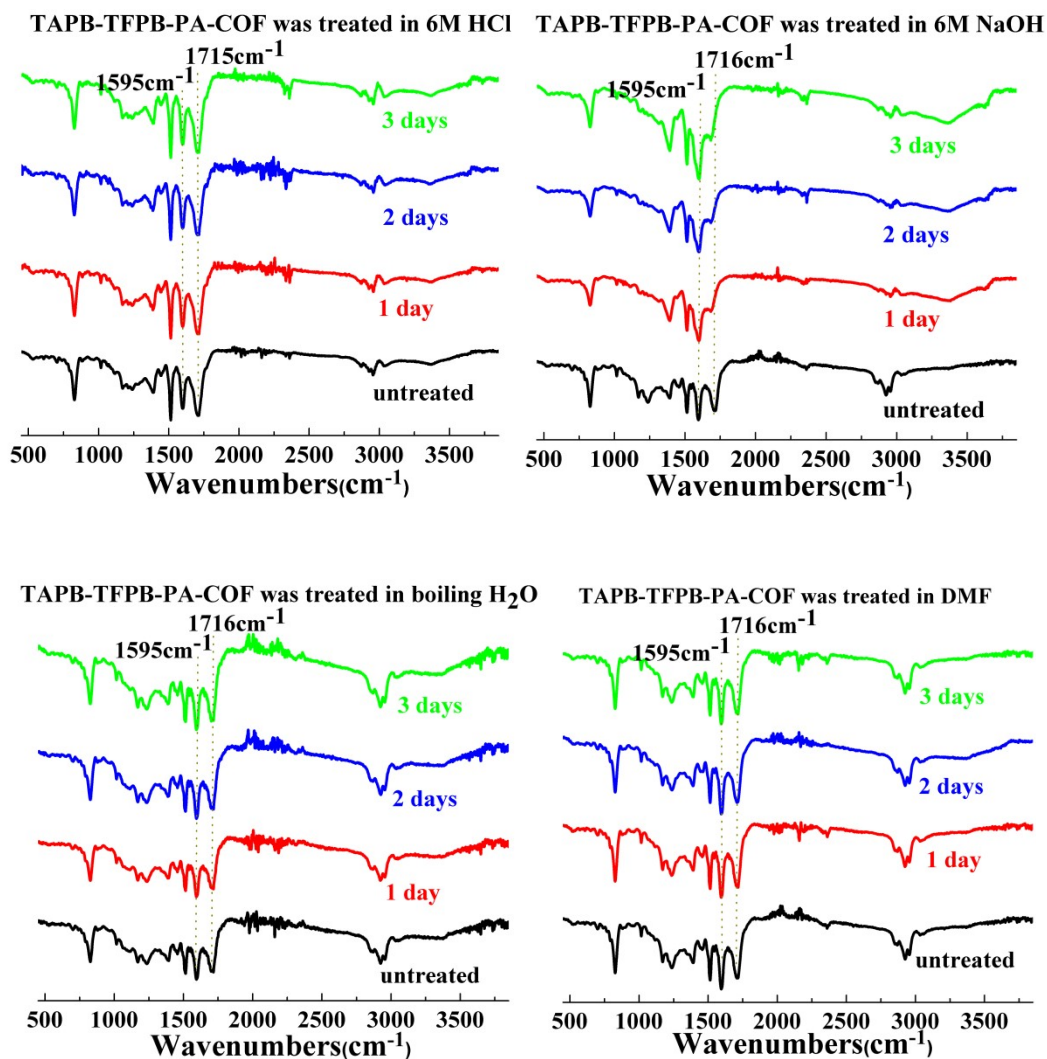 TAPB-TFPB-PA-COF was treated in 6M HCl
1715cm-1
1595cm-1
3 days
2 days
1 day
untreated
500 1000 1500 2000 2500 3000 3500
Wavenumbers(cm-1)
TAPB-TFPB-PA-COF was treated in 6M NaOH
1716cm-1
1595cm-1
3 days
2 days
1 day
untreated
500 1000 1500 2000 2500 3000 3500
Wavenumbers(cm-1)
TAPB-TFPB-PA-COF was treated in boiling H2O
1716cm-1
1595cm-1
3 days
2 days
1 day
untreated
500 1000 1500 2000 2500 3000 3500
Wavenumbers(cm-1)
TAPB-TFPB-PA-COF was treated in DMF
1716cm-1
1595cm-1
3 days
2 days
1 day
untreated
500 1000 1500 2000 2500 3000 3500
Wavenumbers(cm-1)